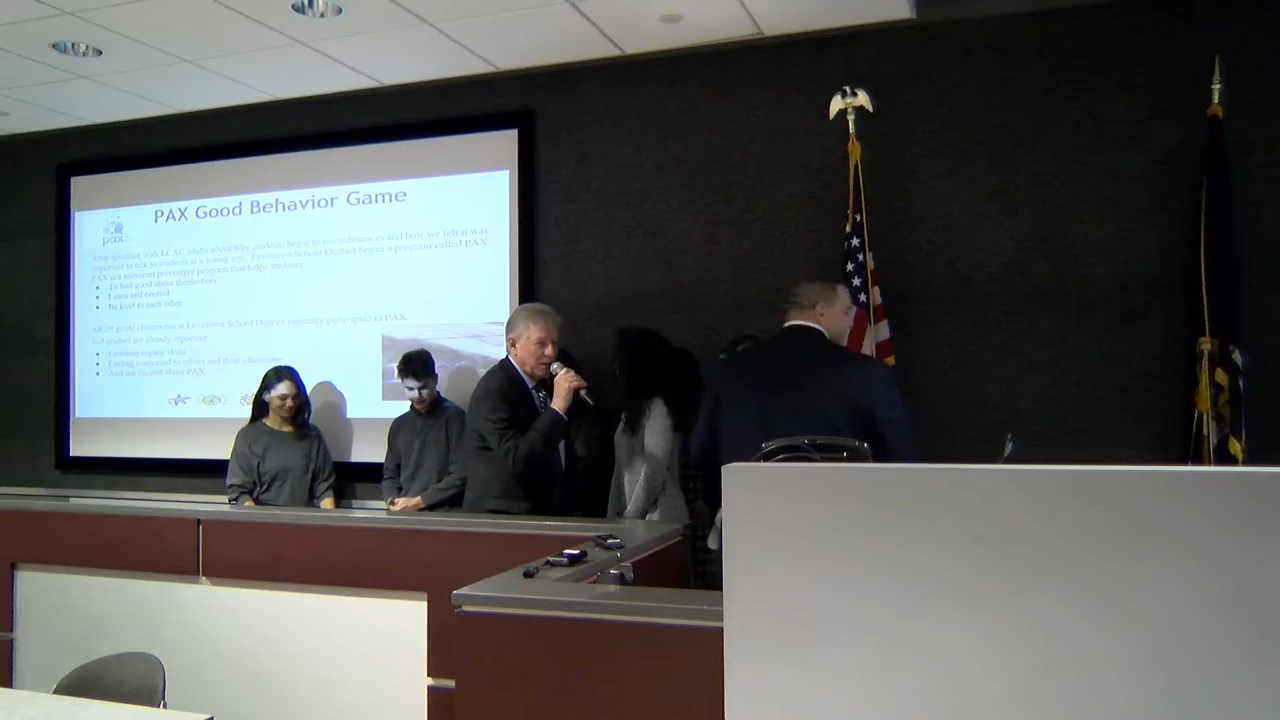 PAX Good Behavior Game
pax
After speaking with LI, AC adults about why students begin to use substances and how we felt it was
important to talk to students at a young age, Levittown School District began a program called PAX.
PAX is a universal preventive program that helps students:
● To feel good about themselves
● Learn self control
● Be kind to each other
All 2nd grade classrooms at Levittown School District currently participate in PAX.
2nd graders are already reporting
● Learning coping skills
● Feeling connected to others and their classrooms
● And are excited about PAX